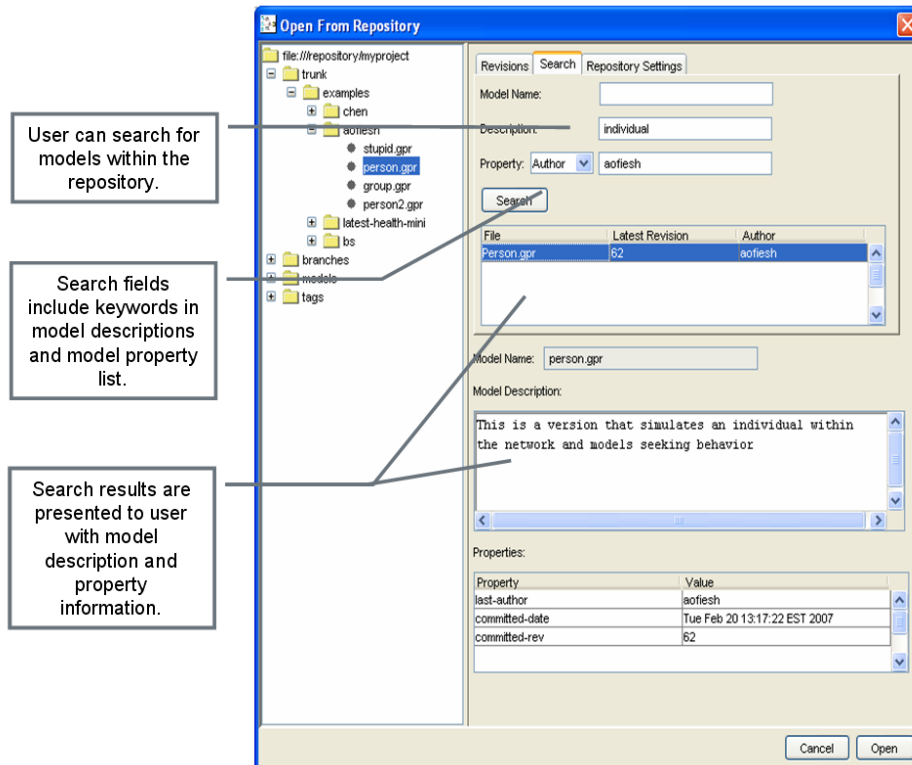 Open From Repository
file:///repository/myproject
trunk
examples
chen
aofiesh
stupid.gpr
person.gpr
group.gpr
person2.gpr
latest-health-mini
bs
branches
models
tags
User can search for
models within the
repository.
Search fields
include keywords in
model descriptions
and model property
list.
Search results are
presented to user
with model
description and
property
information.
Revisions Search Repository Settings
Model Name:
Description: individual
Property: Author aofiesh
Search
File Latest Revision Author
Person.gpr 62 aofiesh
Model Name: person.gpr
Model Description:
This is a version that simulates an individual within
the network and models seeking behavior
Properties:
Property Value
last-author aofiesh
committed-date Tue Feb 20 13:17:22 EST 2007
committed-rev 62
Cancel Open